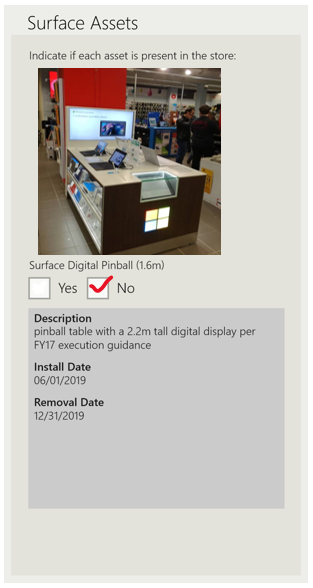 Surface Assets
Indicate if each asset is present in the store:
Surface Digital Pinball (1.6m)
Yes No
Description
pinball table with a 2.2m tall digital display per
FY17 execution guidance
Install Date
06/01/2019
Removal Date
12/31/2019